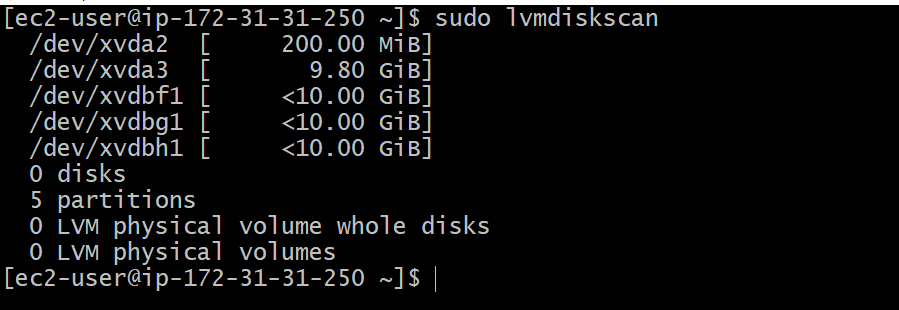 [ec2-user@ip-172-31-31-250 ~]$ sudo lvmdiskscan
/dev/xvda2 [ 200.00 MiB]
/dev/xvda3 [ 9.80 GiB]
/dev/xvdbf1 [ <10.00 GiB]
/dev/xvdbg1 [ <10.00 GiB]
/dev/xvdbh1 [ <10.00 GiB]
0 disks
5 partitions
0 LVM physical volume whole disks
0 LVM physical volumes
[ec2-user@ip-172-31-31-250 ~]$